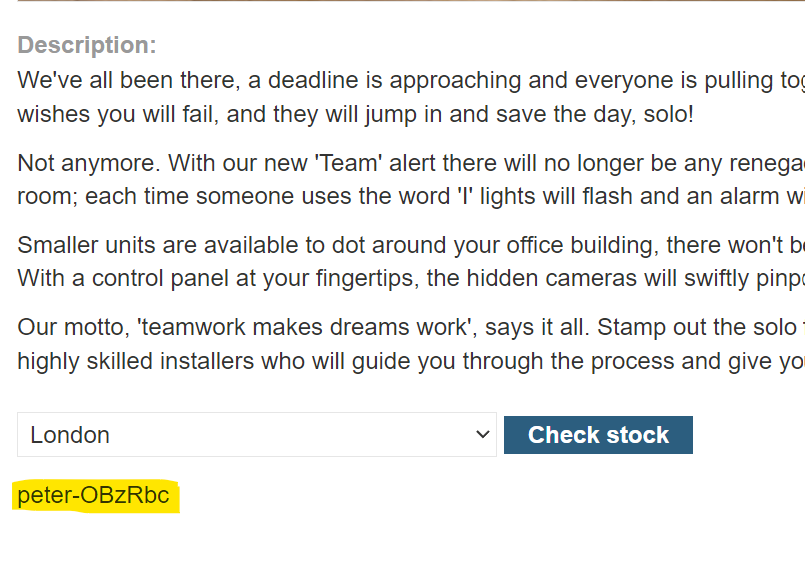 Description:
We've all been there, a deadline is approaching and everyone is pulling
wishes you will fail, and they will jump in and save the day, solo!
Not anymore. With our new 'Team' alert there will no longer be any
room; each time someone uses the word 'I' lights will flash and an alarm
Smaller units are available to dot around your office building, there won't
With a control panel at your fingertips, the hidden cameras will swiftly
Our motto, 'teamwork makes dreams work', says it all. Stamp out the solo
highly skilled installers who will guide you through the process and give
London
Check stock
peter-OBzRbc